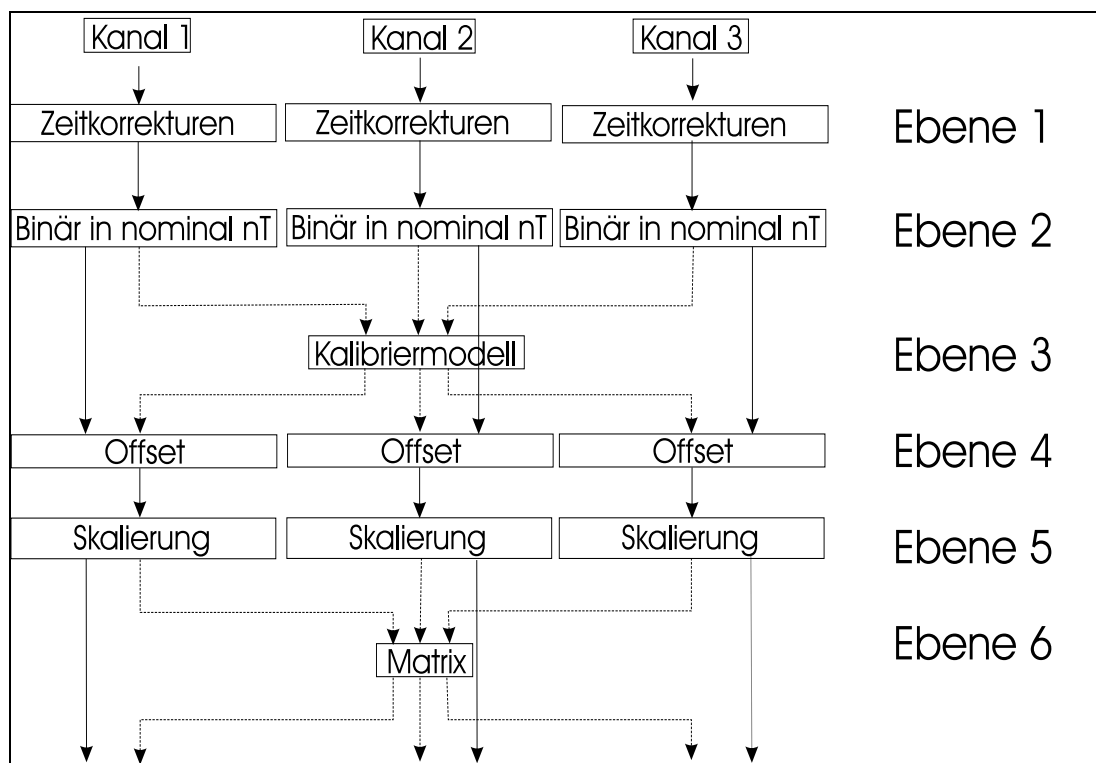 Kanal 1
Kanal 2
Kanal 3
Zeitkorrekturen
Zeitkorrekturen
Zeitkorrekturen
Ebene 1
Binär in nominal nT
Binär in nominal nT
Binär in nominal nT
Ebene 2
Kalibriermodell
Ebene 3
Offset
Offset
Offset
Ebene 4
Skalierung
Skalierung
Skalierung
Ebene 5
Matrix
Ebene 6